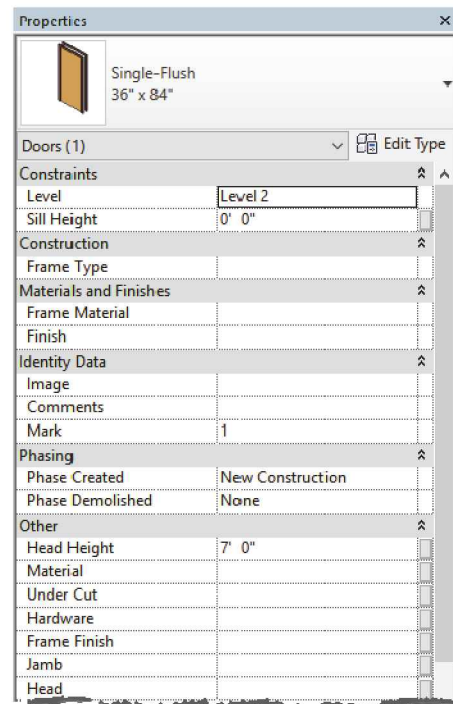 Properties ×
Single-Flush
36" x 84"
Doors (1)
Edit Type
Constraints
Level Level 2
Sill Height 0' 0"
Construction
Frame Type
Materials and Finishes
Frame Material
Finish
Identity Data
Image
Comments
Mark 1
Phasing
Phase Created New Construction
Phase Demolished None
Other
Head Height 7' 0"
Material
Under Cut
Hardware
Frame Finish
Jamb
Head